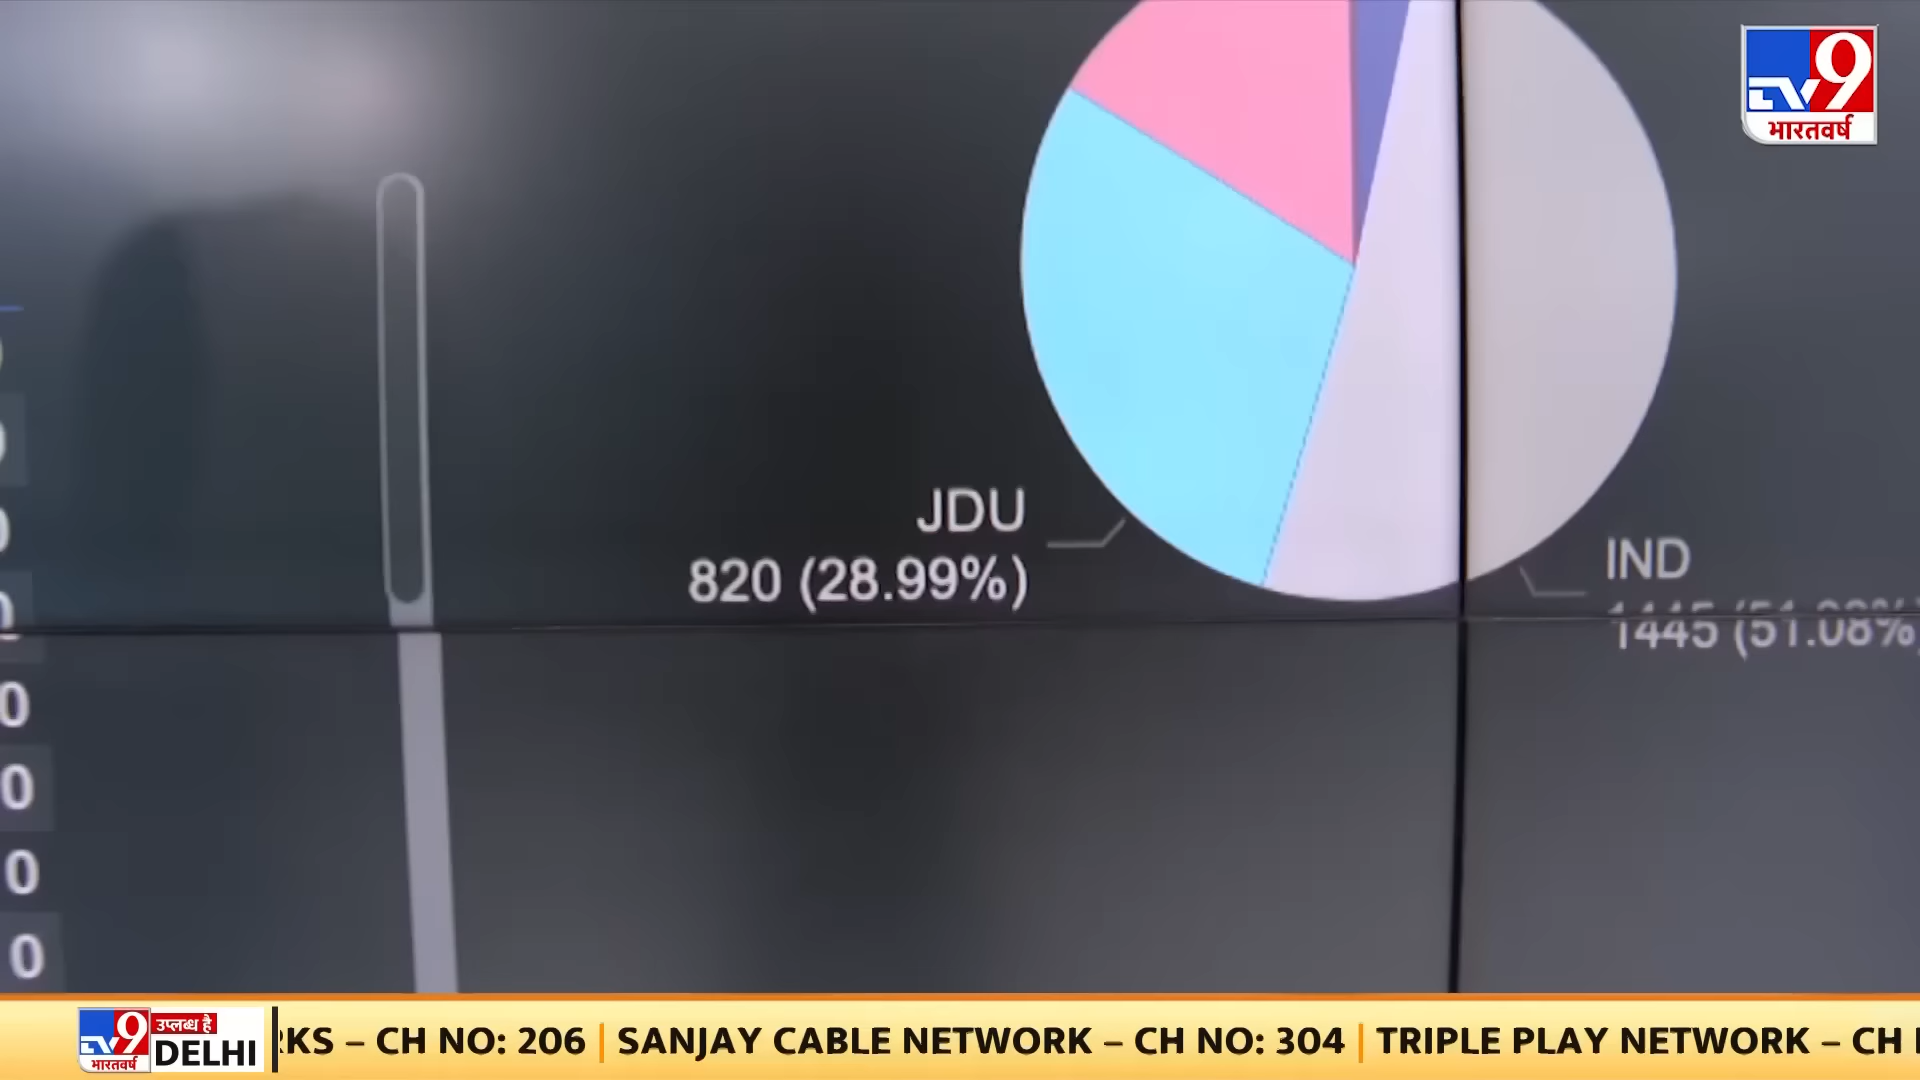 TV9
भारतवर्ष
JDU
820 (28.99%)
IND
1445 (51.08%
0
0
0
0
TV9
भारतवर्ष
उपलब्ध है
DELHI
RKS – CH NO: 206 | SANJAY CABLE NETWORK – CH NO: 304 | TRIPLE PLAY NETWORK – CH